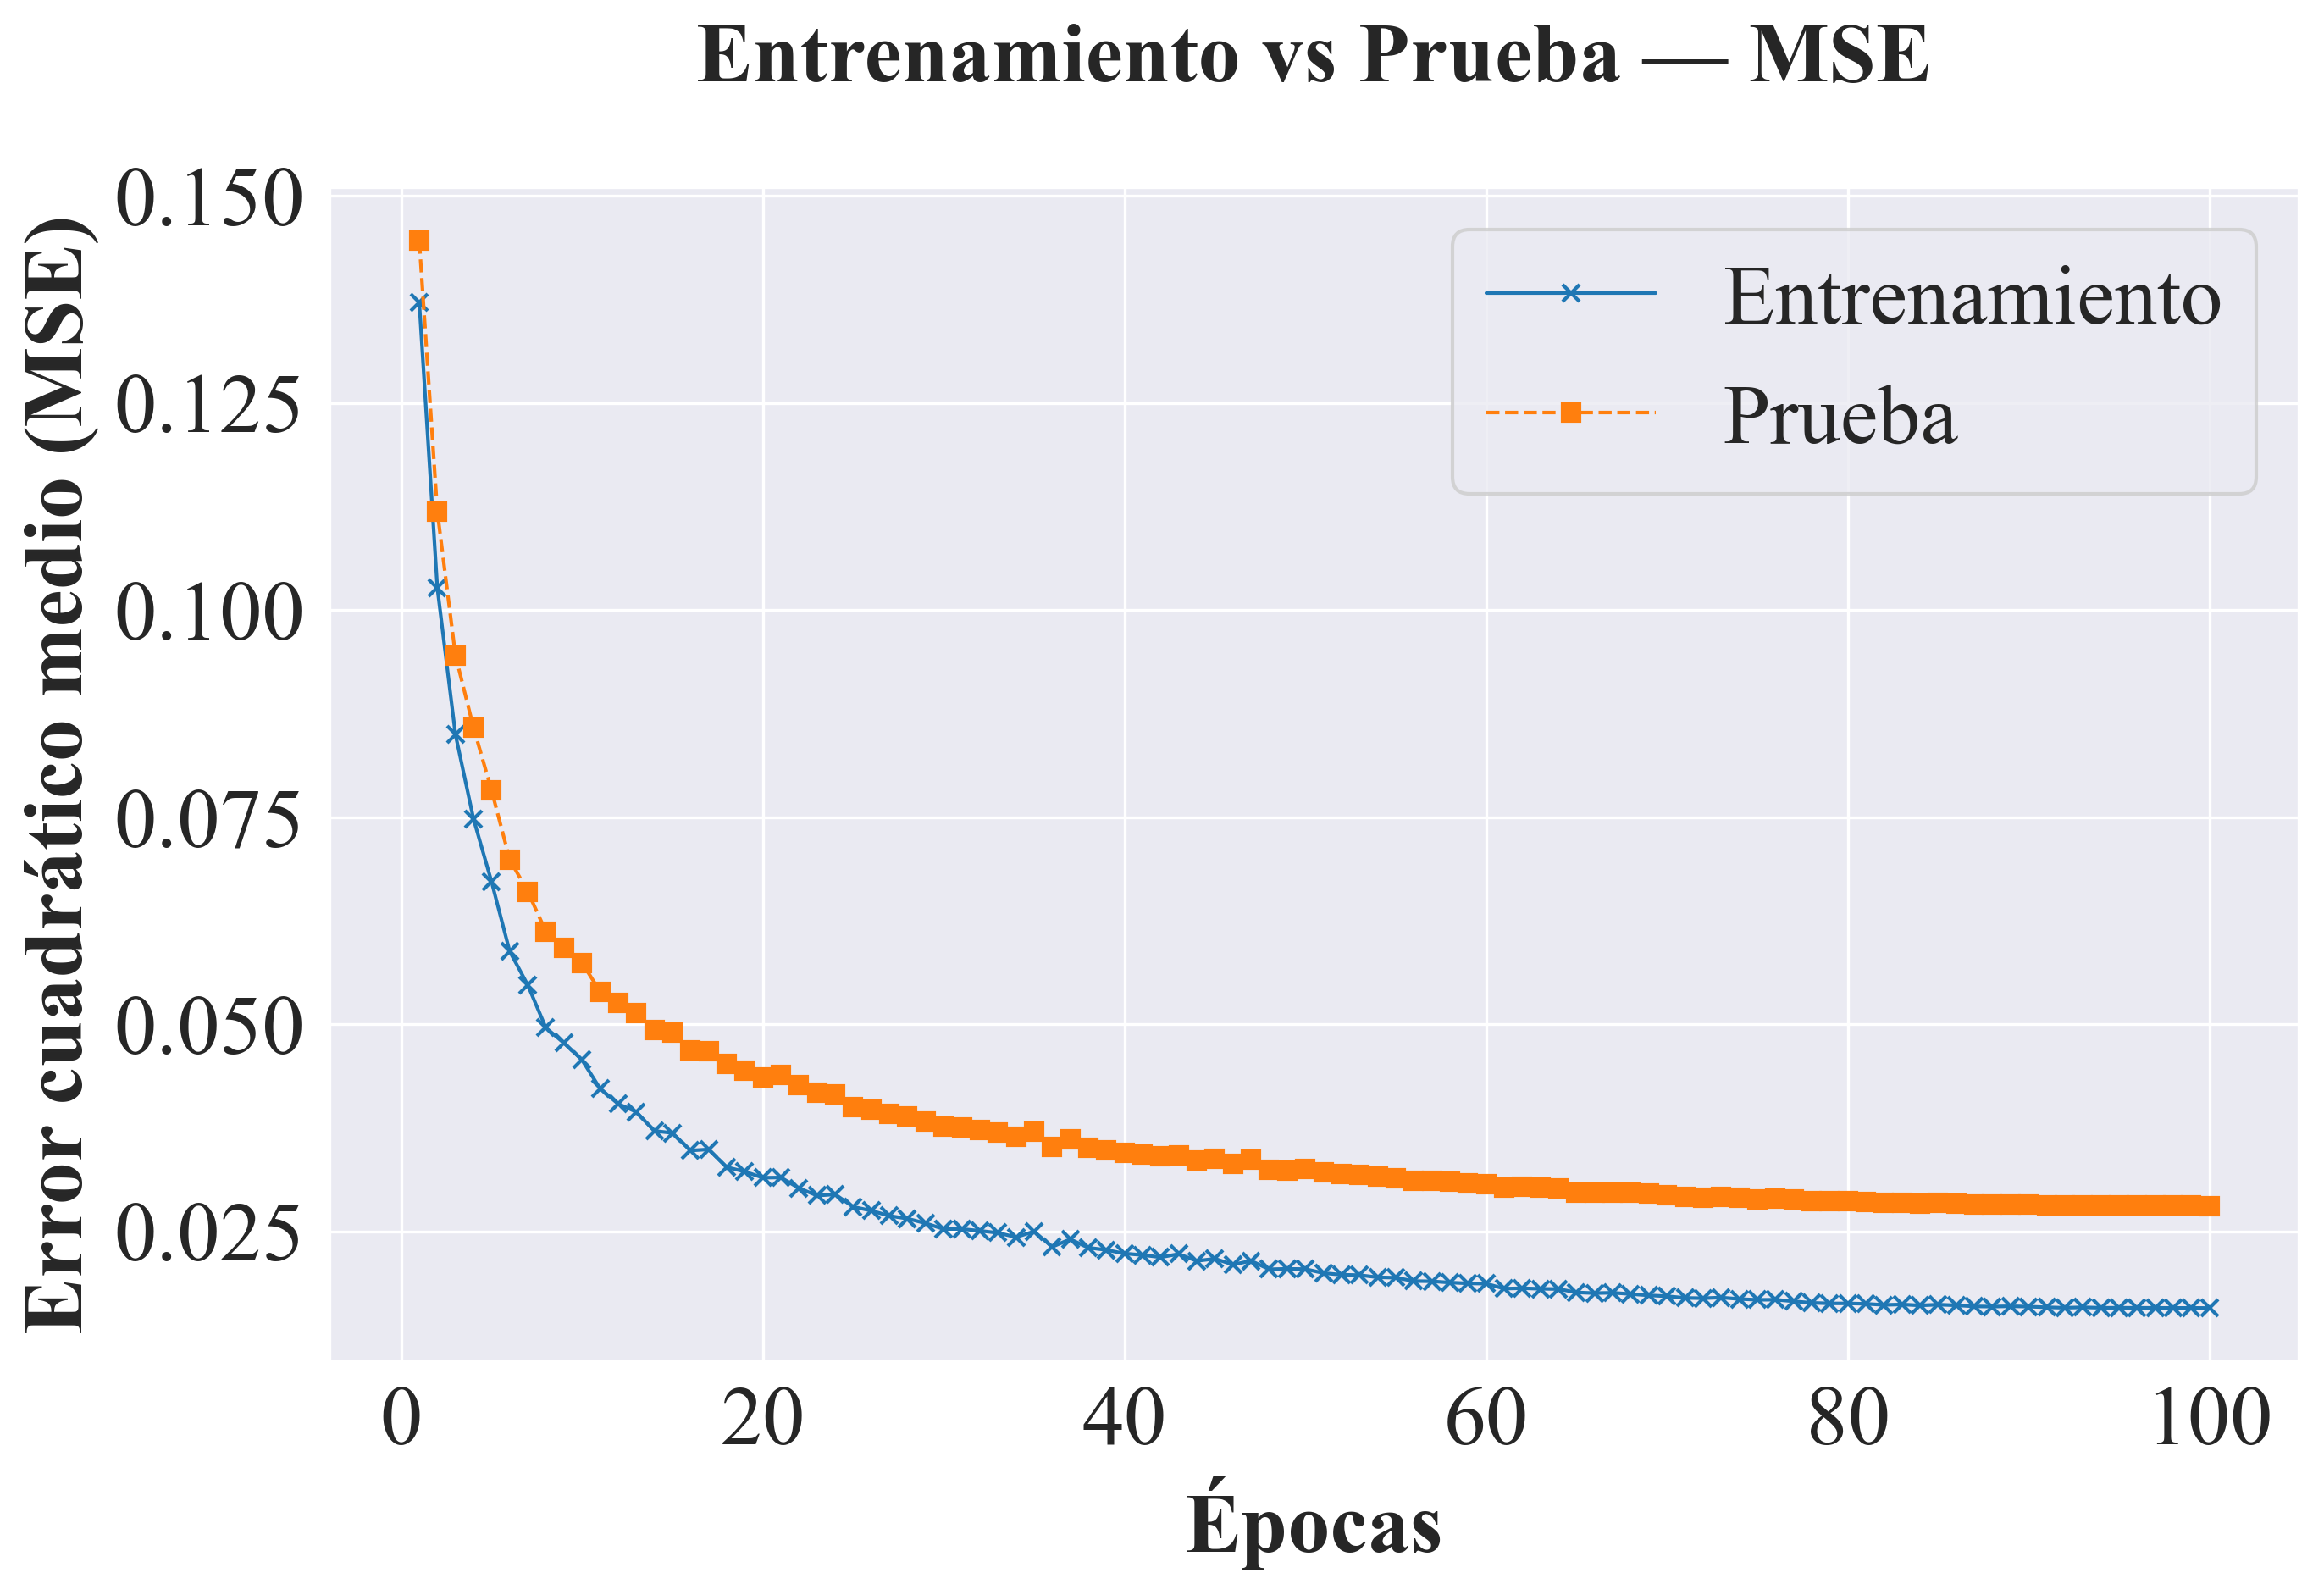 Entrenamiento vs Prueba — MSE
Error cuadrático medio (MSE)
0.150
0.125
0.100
0.075
0.050
0.025
Entrenamiento
Prueba
0 20 40 60 80 100
Épocas